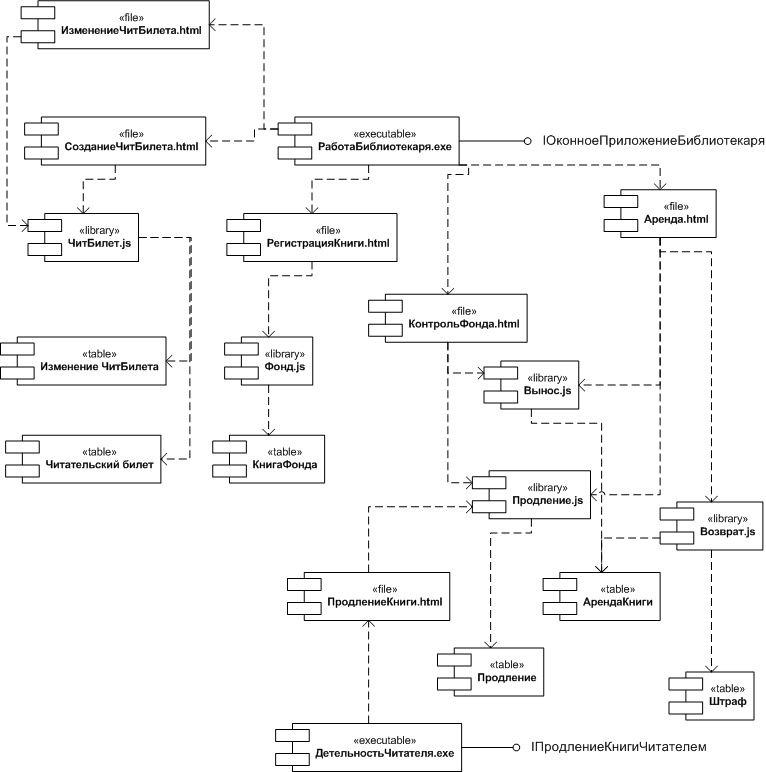 «file»
ИзменениеЧитБилета.html
«file»
СозданиеЧитБилета.html
«executable»
РаботаБиблиотекаря.exe
IОконноеПриложениеБиблиотекаря
«file»
Аренда.html
«library»
ЧитБилет.js
«file»
РегистрацияКниги.html
«file»
КонтрольФонда.html
«table»
Изменение ЧитБилета
«library»
Фонд.js
«library»
Вынос.js
«table»
Читательский билет
«table»
КнигаФонда
«library»
Продление.js
«library»
Возврат.js
«file»
ПродлениеКниги.html
«table»
АрендаКниги
«table»
Продление
«table»
Штраф
«executable»
ДетельностьЧитателя.exe
IПродлениеКнигиЧитателем